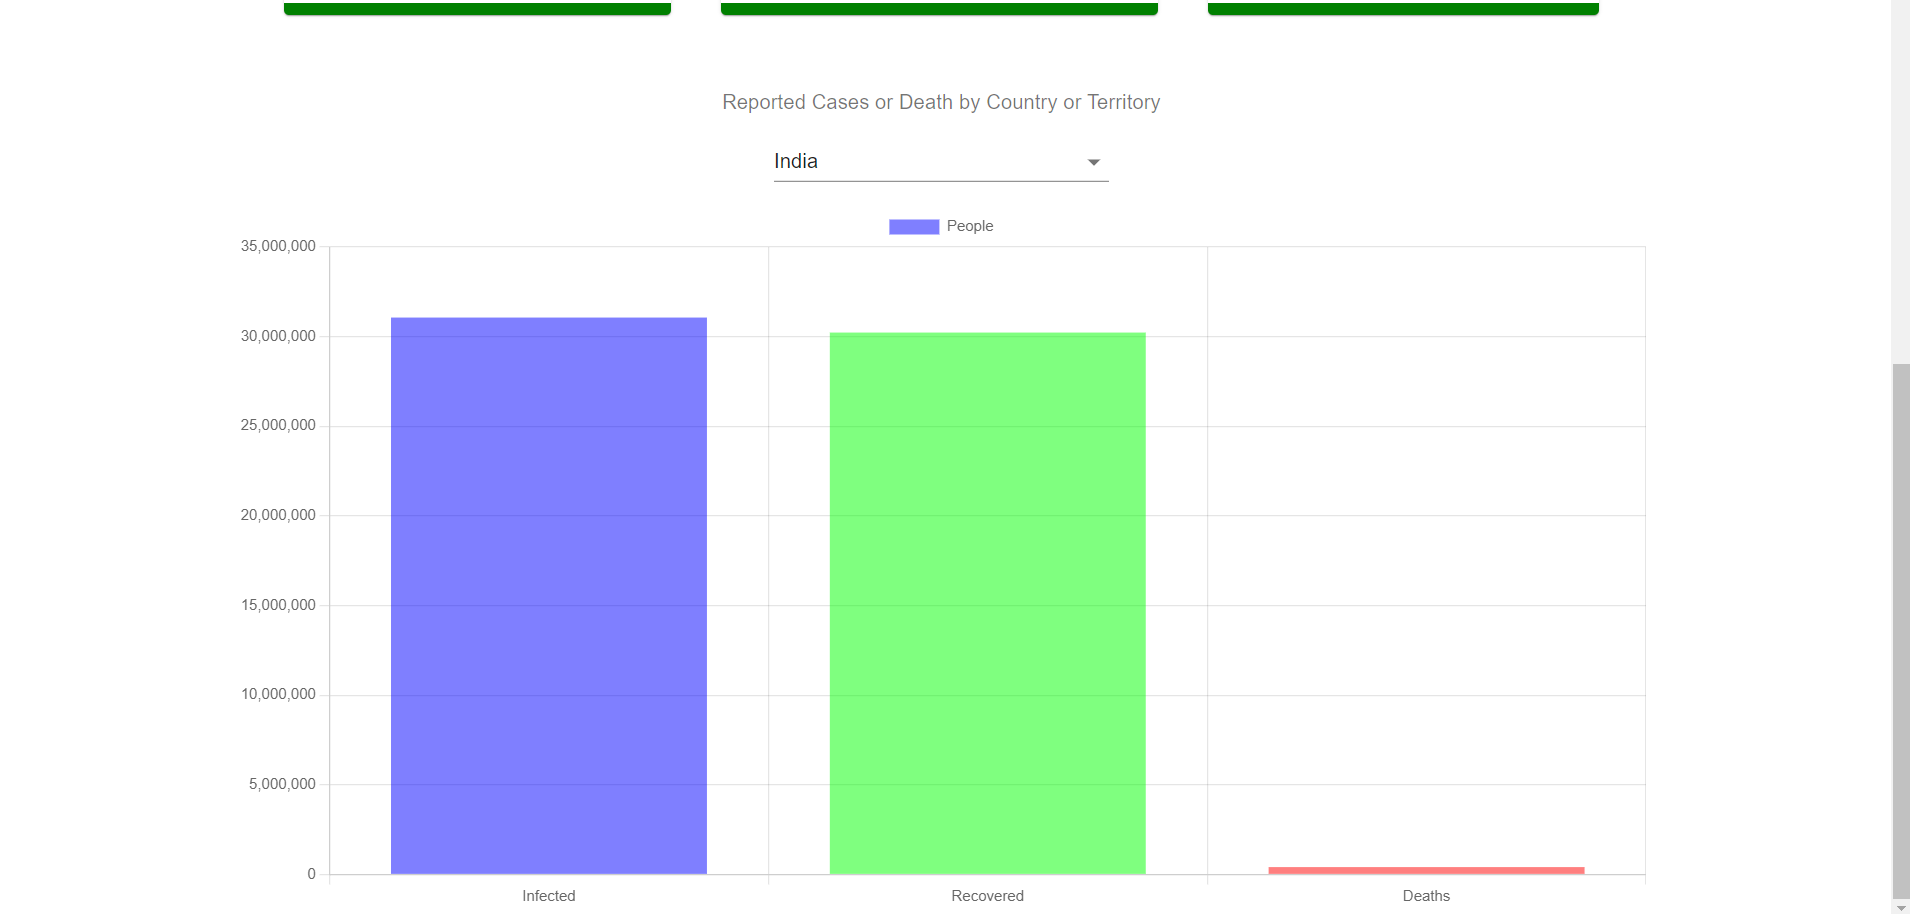 Reported Cases or Death by Country or Territory
India
People
35,000,000
30,000,000
25,000,000
20,000,000
15,000,000
10,000,000
5,000,000
0
Infected Recovered Deaths